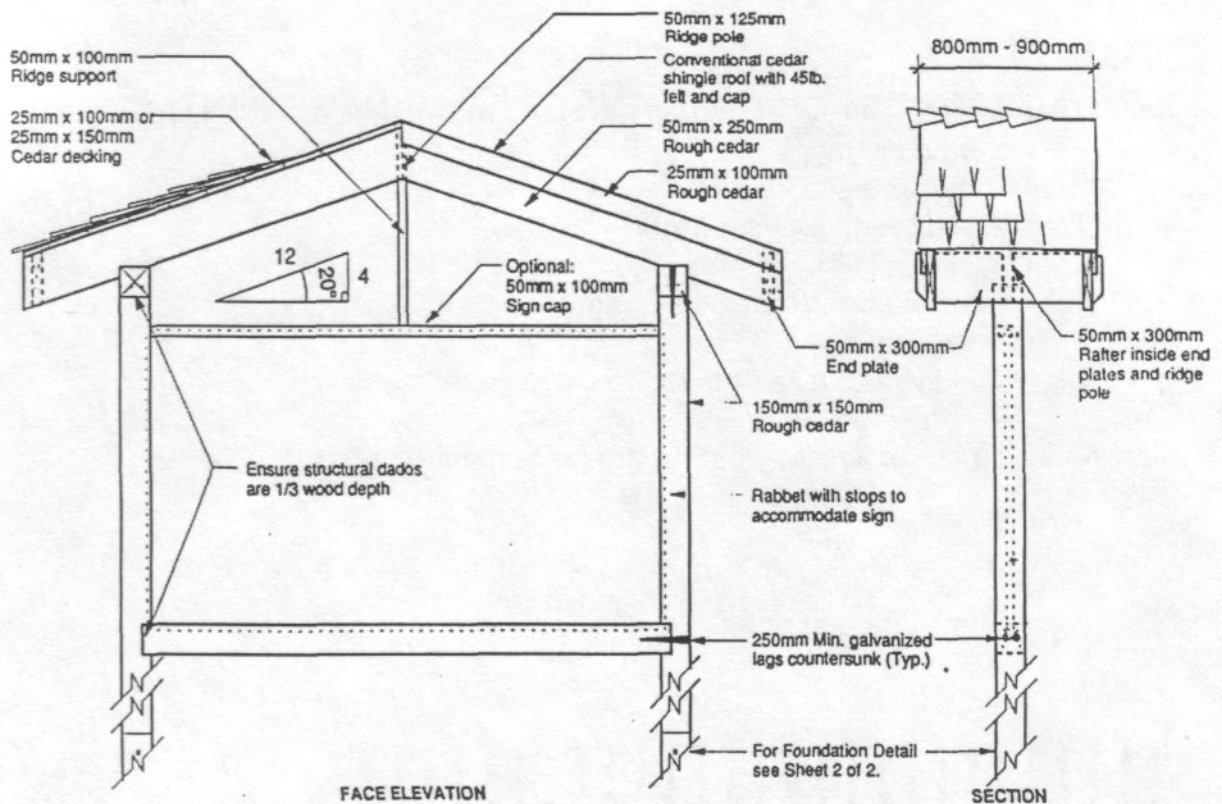 50mm x 125mm
Ridge pole
800mm - 900mm
50mm x 100mm
Ridge support
Conventional cedar
shingle roof with 45lb.
felt and cap
25mm x 100mm or
25mm x 150mm
Cedar decking
50mm x 250mm
Rough cedar
25mm x 100mm
Rough cedar
12
20°
4
Optional:
50mm x 100mm
Sign cap
50mm x 300mm
End plate
50mm x 300mm
Rafter inside end
plates and ridge
pole
150mm x 150mm
Rough cedar
Ensure structural dados
are 1/3 wood depth
Rabbet with stops to
accommodate sign
250mm Min. galvanized
lags countersunk (Typ.)
For Foundation Detail
see Sheet 2 of 2.
FACE ELEVATION
SECTION